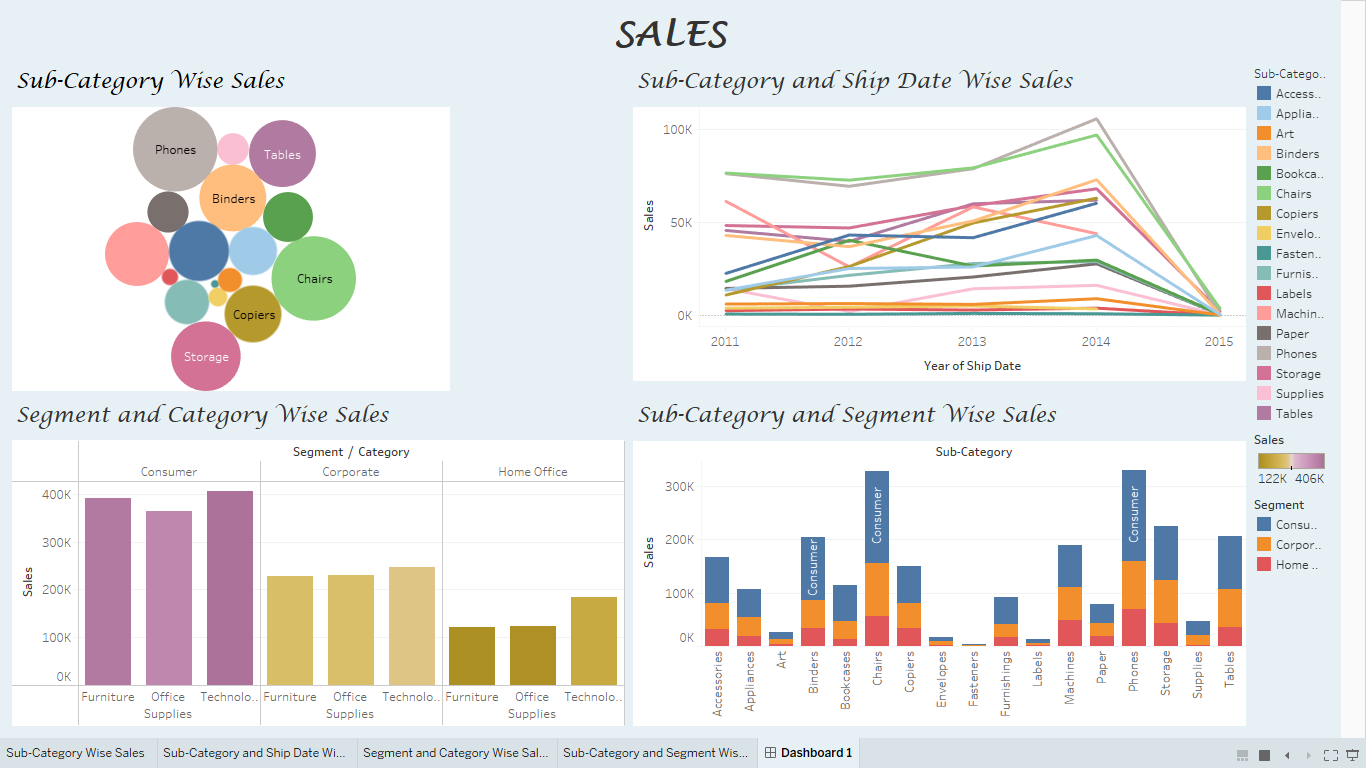 SALES
Sub-Category Wise Sales
Phones
Tables
Binders
Chairs
Copiers
Storage
Sub-Category and Ship Date Wise Sales
100K
50K
0K
Sales
2011 2012 2013 2014 2015
Year of Ship Date
Sub-Catego..
Access..
Applia..
Art
Binders
Bookca..
Chairs
Copiers
Envelo..
Fasten..
Furnis..
Labels
Machin..
Paper
Phones
Storage
Supplies
Tables
Sales
122K 406K
Segment
Consu..
Corpor..
Home ..
Segment and Category Wise Sales
Segment / Category
Consumer Corporate Home Office
400K
300K
200K
100K
0K
Sales
Furniture Office Supplies Technolo.. Furniture Office Supplies Technolo.. Furniture Office Supplies Technolo..
Sub-Category and Segment Wise Sales
Sub-Category
300K
200K
100K
0K
Sales
Consumer
Consumer
Consumer
Accessories Appliances Art Binders Bookcases Chairs Copiers Envelopes Fasteners Furnishings Labels Machines Paper Phones Storage Supplies Tables
Sub-Category Wise Sales Sub-Category and Ship Date Wi... Segment and Category Wise Sal... Sub-Category and Segment Wis... Dashboard 1